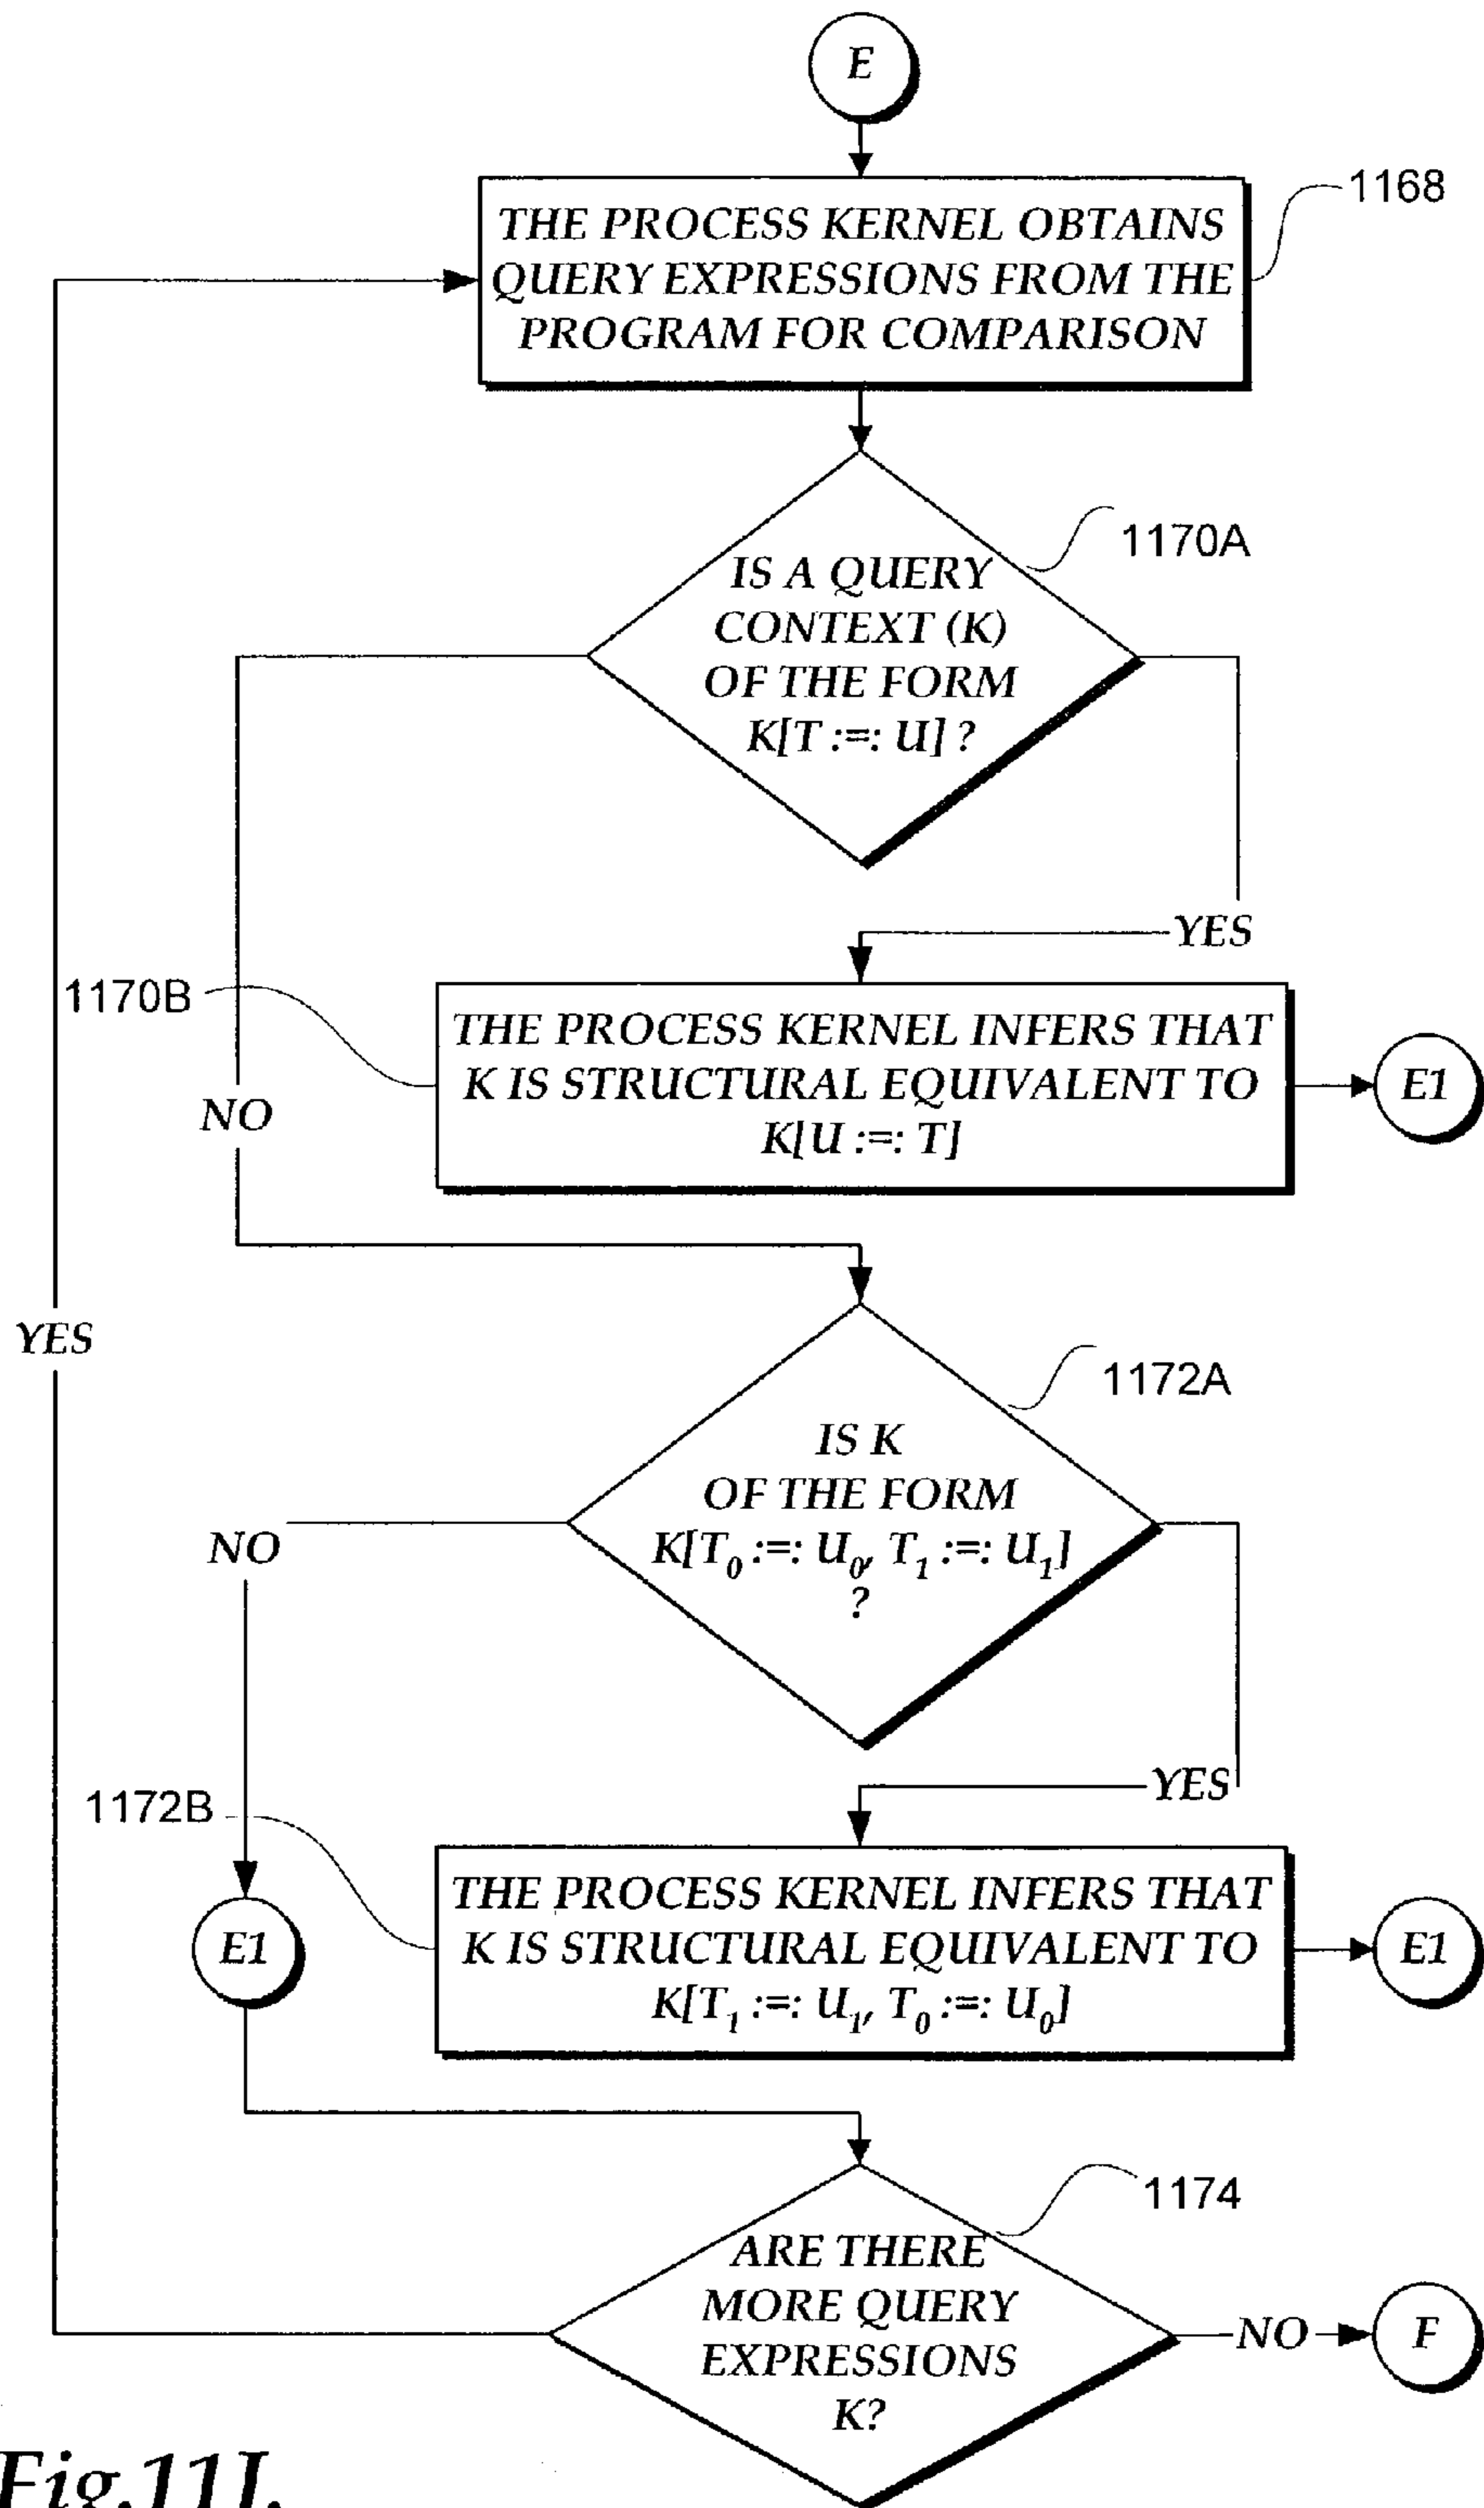 E
1168
THE PROCESS KERNEL OBTAINS
QUERY EXPRESSIONS FROM THE
PROGRAM FOR COMPARISON
1170A
IS A QUERY
CONTEXT (K)
OF THE FORM
K[T :=: U] ?
YES
1170B
THE PROCESS KERNEL INFERS THAT
K IS STRUCTURAL EQUIVALENT TO
K[U :=: T]
E1
NO
YES
1172A
IS K
OF THE FORM
K[T₀ :=: U₀, T₁ :=: U₁]
?
NO
YES
1172B
THE PROCESS KERNEL INFERS THAT
K IS STRUCTURAL EQUIVALENT TO
K[T₁ :=: U₁, T₀ :=: U₀]
E1
E1
1174
ARE THERE
MORE QUERY
EXPRESSIONS
K?
NO
F
Fig.11I.